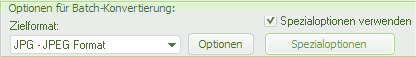 Optionen für Batch-Konvertierung:
Zielformat:
Spezialoptionen verwenden
JPG - JPEG Format
Optionen
Spezialoptionen